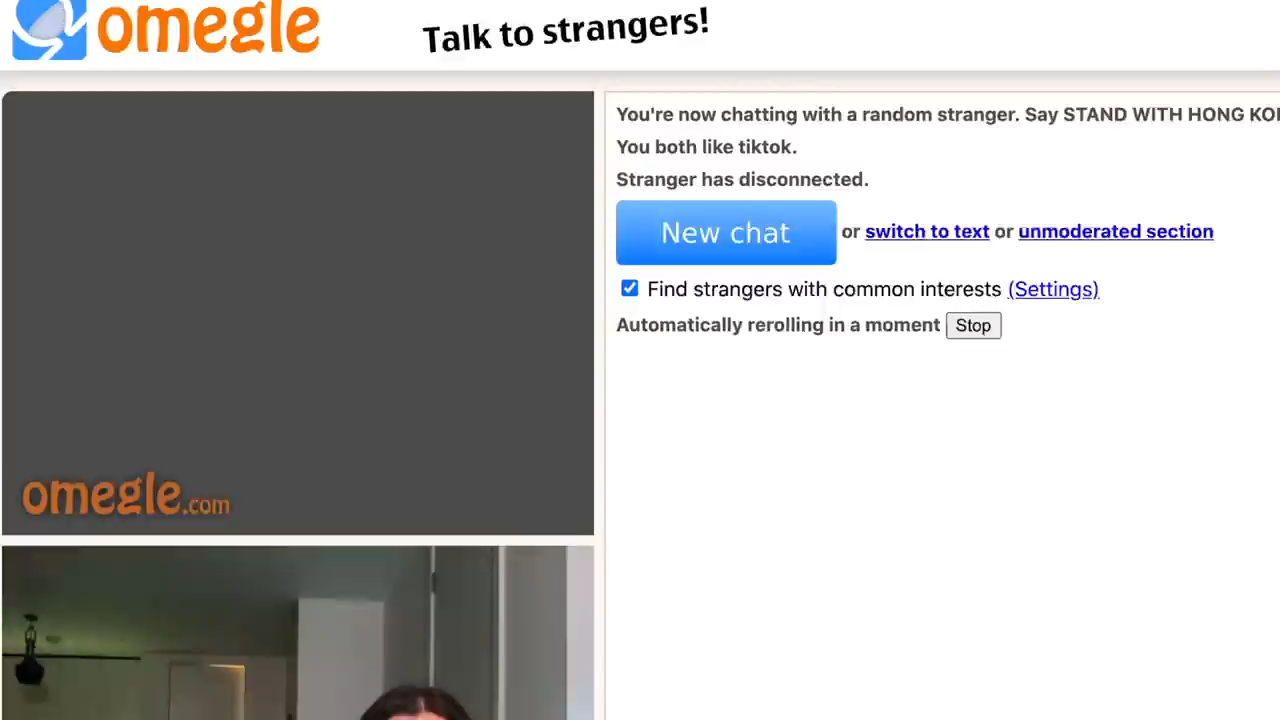 omegle
Talk to strangers!
You're now chatting with a random stranger. Say STAND WITH HONG
You both like tiktok.
Stranger has disconnected.
New chat or switch to text or unmoderated section
Find strangers with common interests (Settings)
Automatically rerolling in a moment Stop
omegle.com